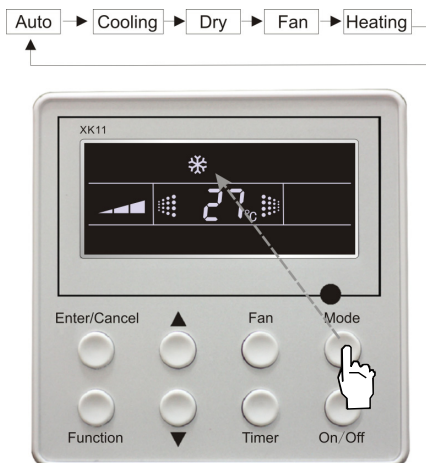 Auto Cooling Dry Fan Heating
XK11
27°C
Enter/Cancel Fan Mode
Function Timer On/Off